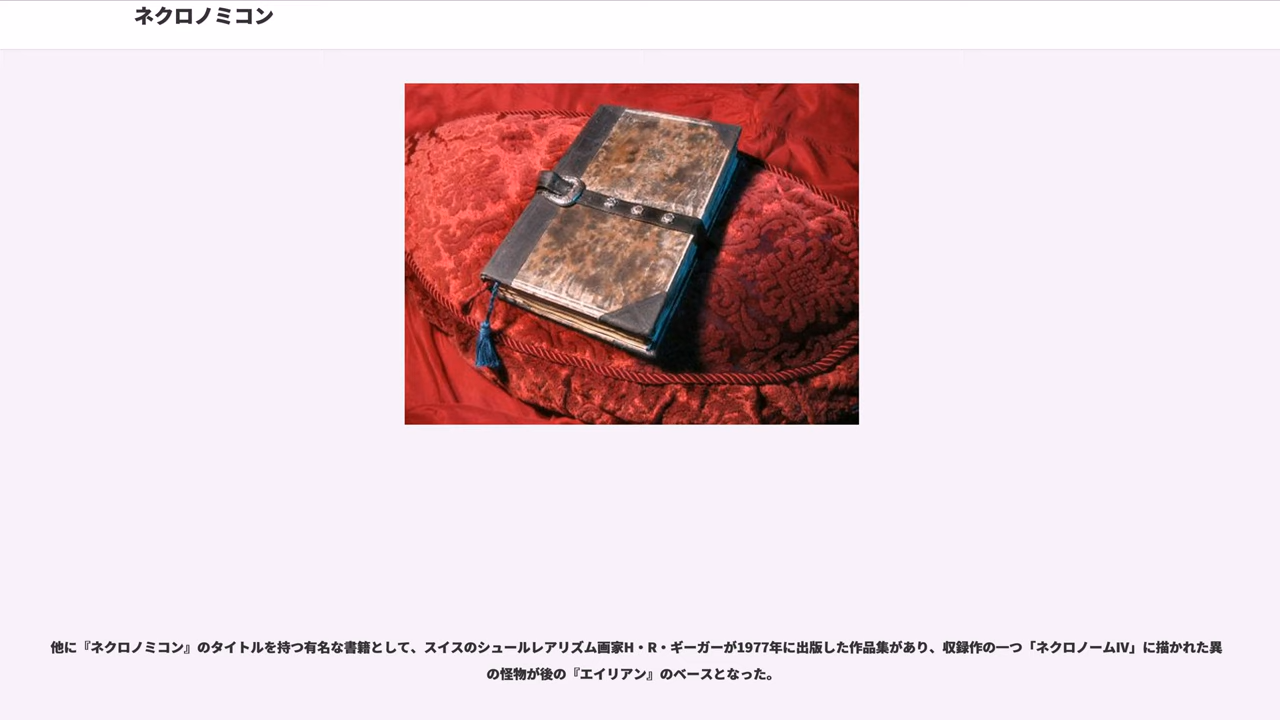 ネクロノミコン
他に『ネクロノミコン』のタイトルを持つ有名な書籍として、スイスのシュールレアリズム画家H・R・ギーガーが1977年に出版した作品集があり、収録作の一つ「ネクロノームIV」に描かれた異
の怪物が後の『エイリアン』のベースとなった。